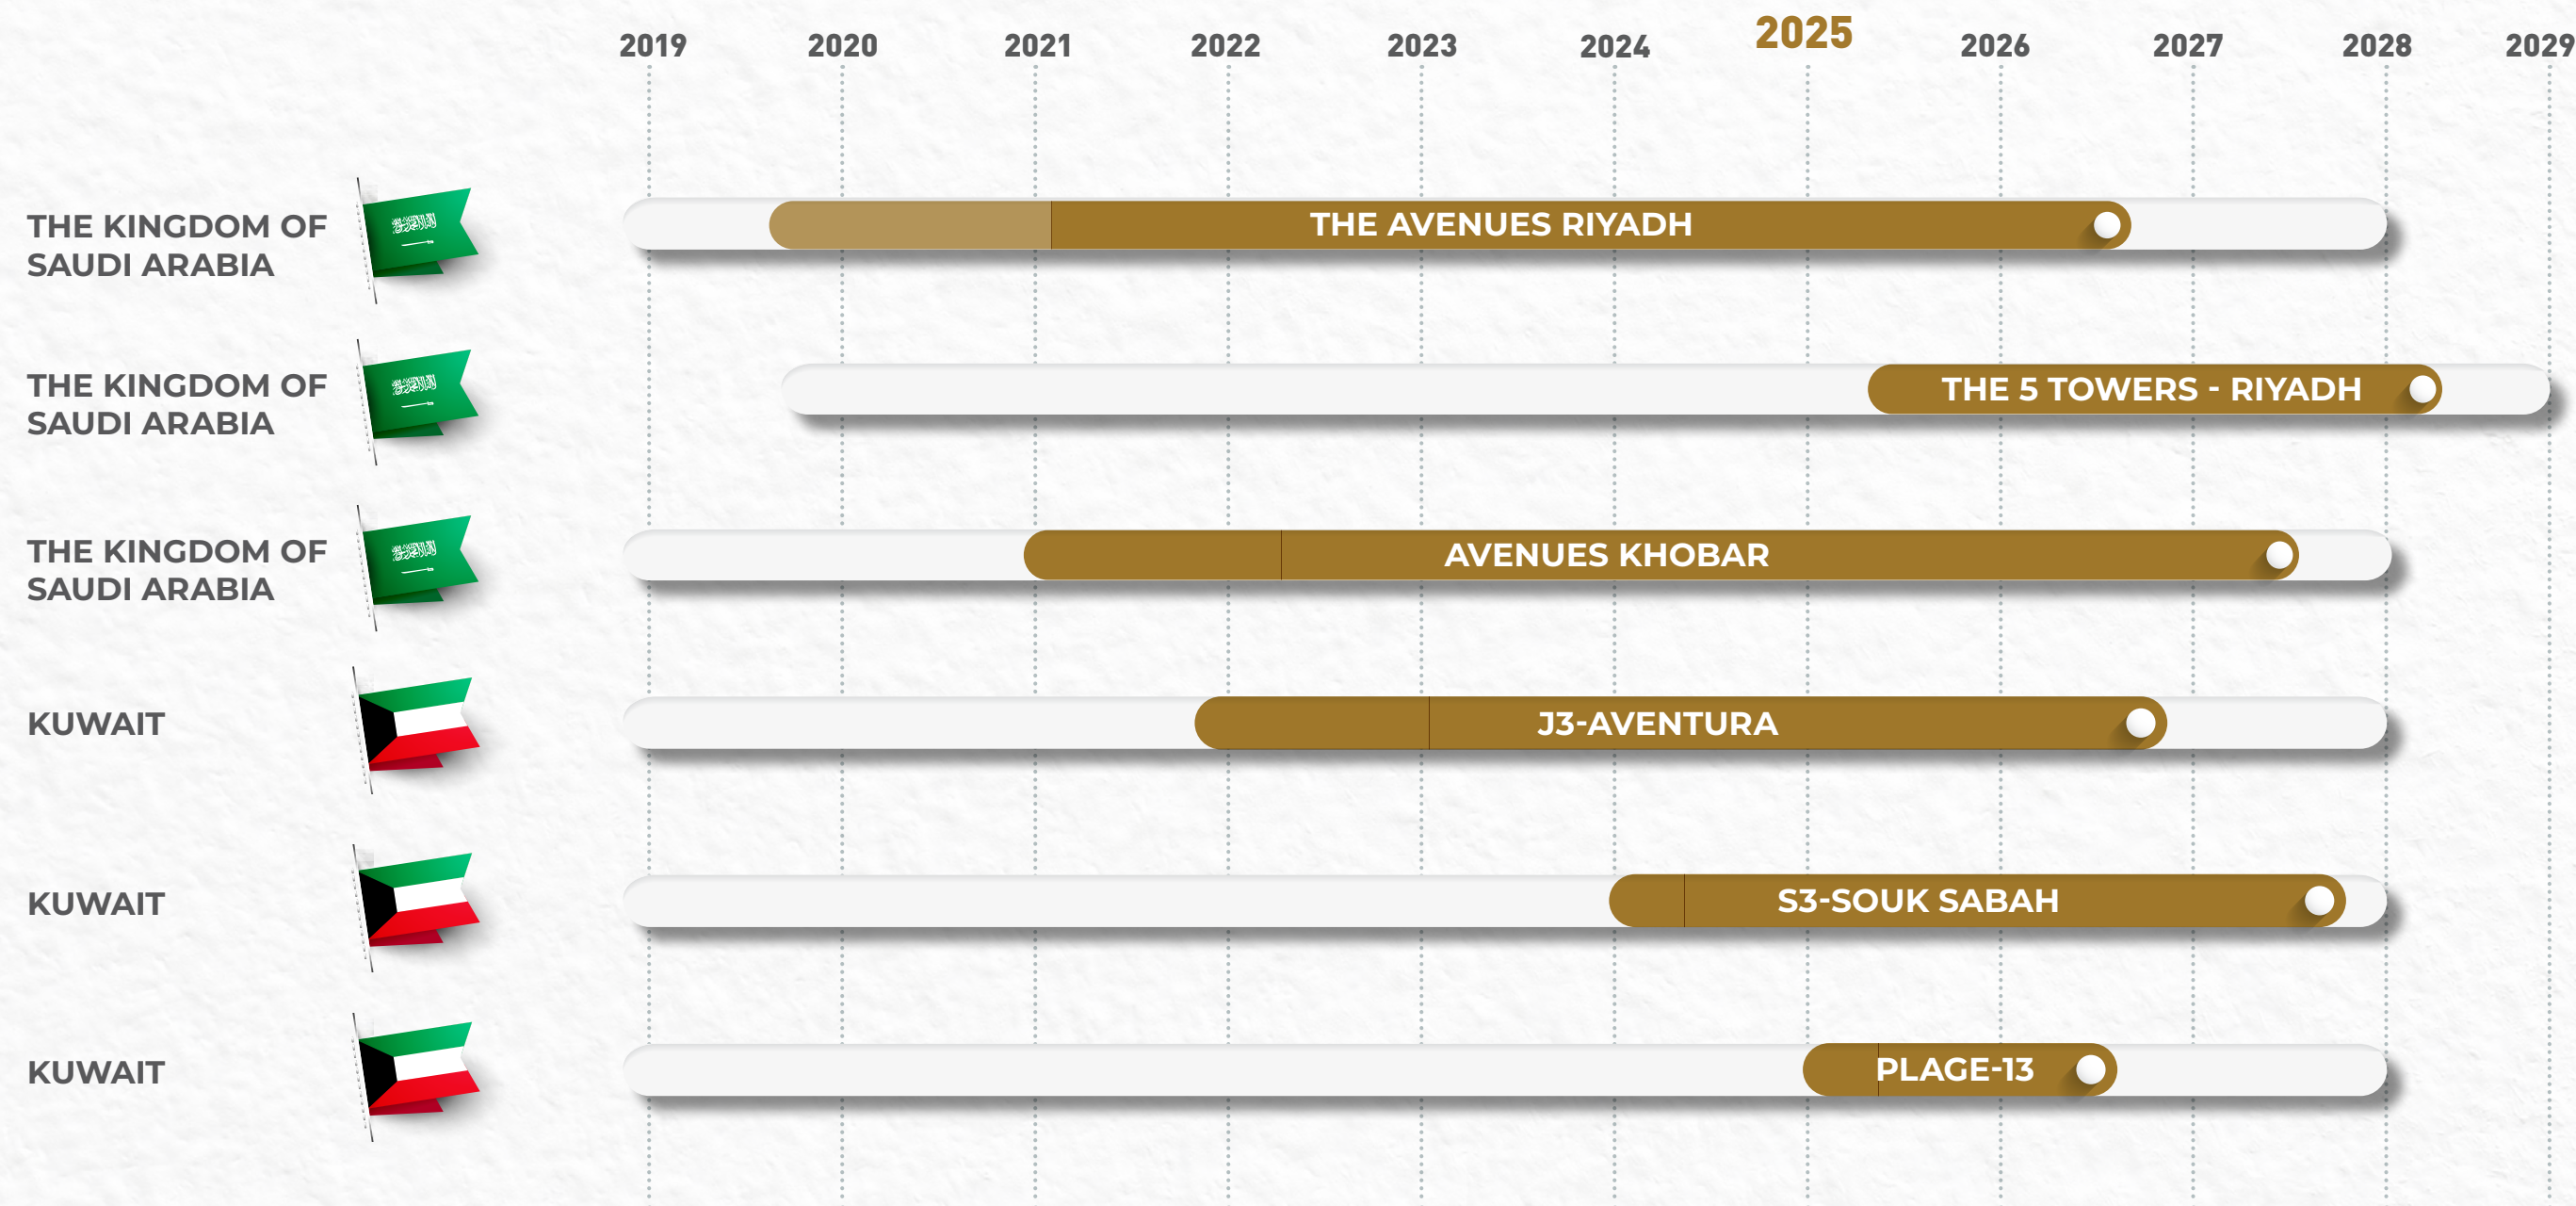 2019 2020 2021 2022 2023 2024 2025 2026 2027 2028 2029
THE KINGDOM OF
SAUDI ARABIA
THE AVENUES RIYADH
THE KINGDOM OF
SAUDI ARABIA
THE 5 TOWERS - RIYADH
THE KINGDOM OF
SAUDI ARABIA
AVENUES KHOBAR
KUWAIT
J3-AVENTURA
KUWAIT
S3-SOUK SABAH
KUWAIT
PLAGE-13